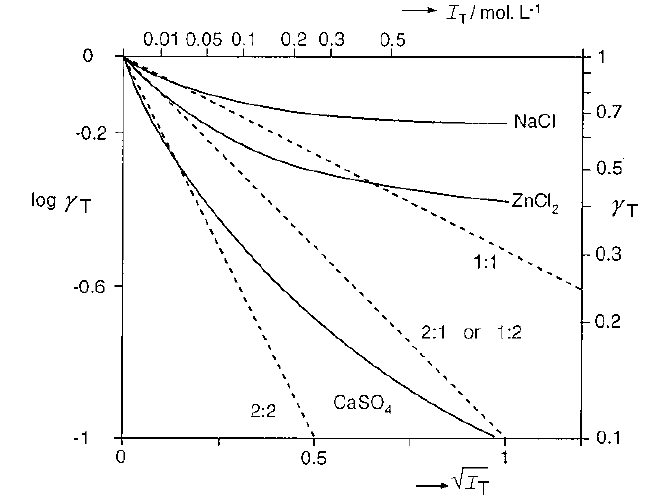 → I_T / mol. L⁻¹
0.01 0.05 0.1 0.2 0.3 0.5
0 1
0.7
NaCl
-0.2
0.5
ZnCl₂
log γ_T γ_T
1:1 0.3
-0.6
2:1 or 1:2 0.2
2:2 CaSO₄
-1 0.1
0 0.5 1
→ √I_T